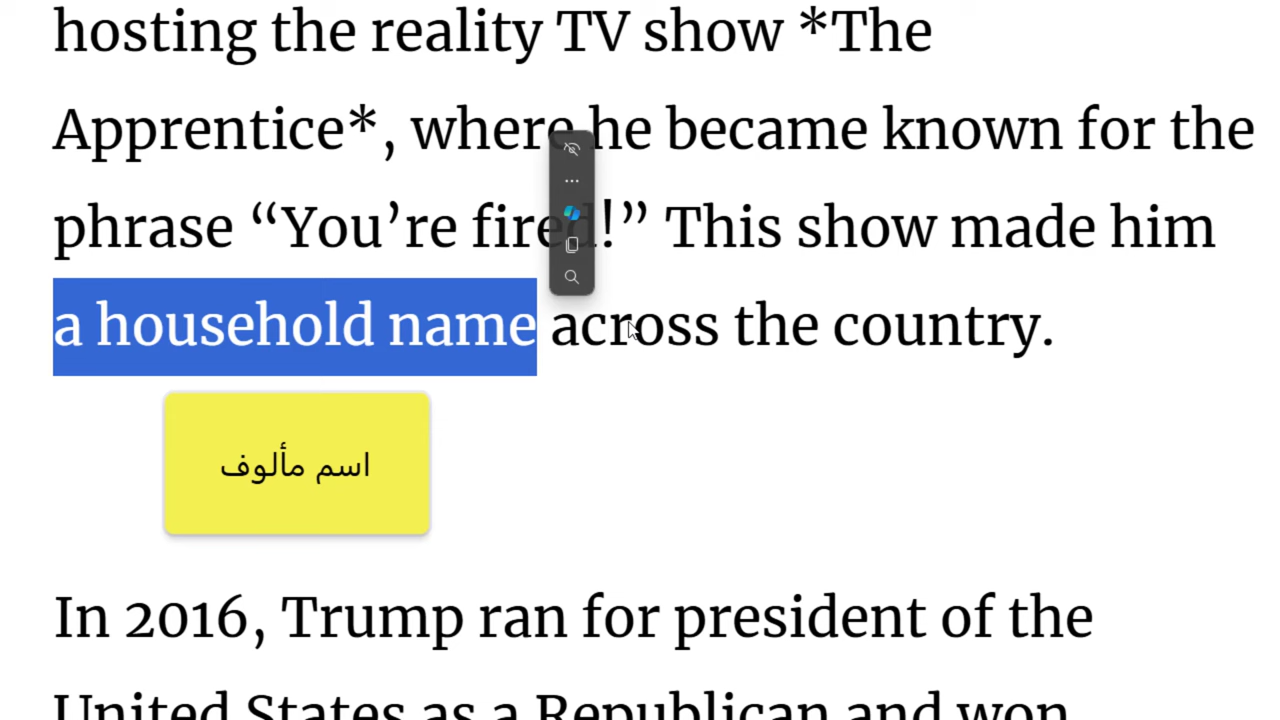 hosting the reality TV show *The
Apprentice*, where he became known for the
phrase “You’re fired!” This show made him
a household name across the country.
اسم مألوف
In 2016, Trump ran for president of the
United States as a Republican and won